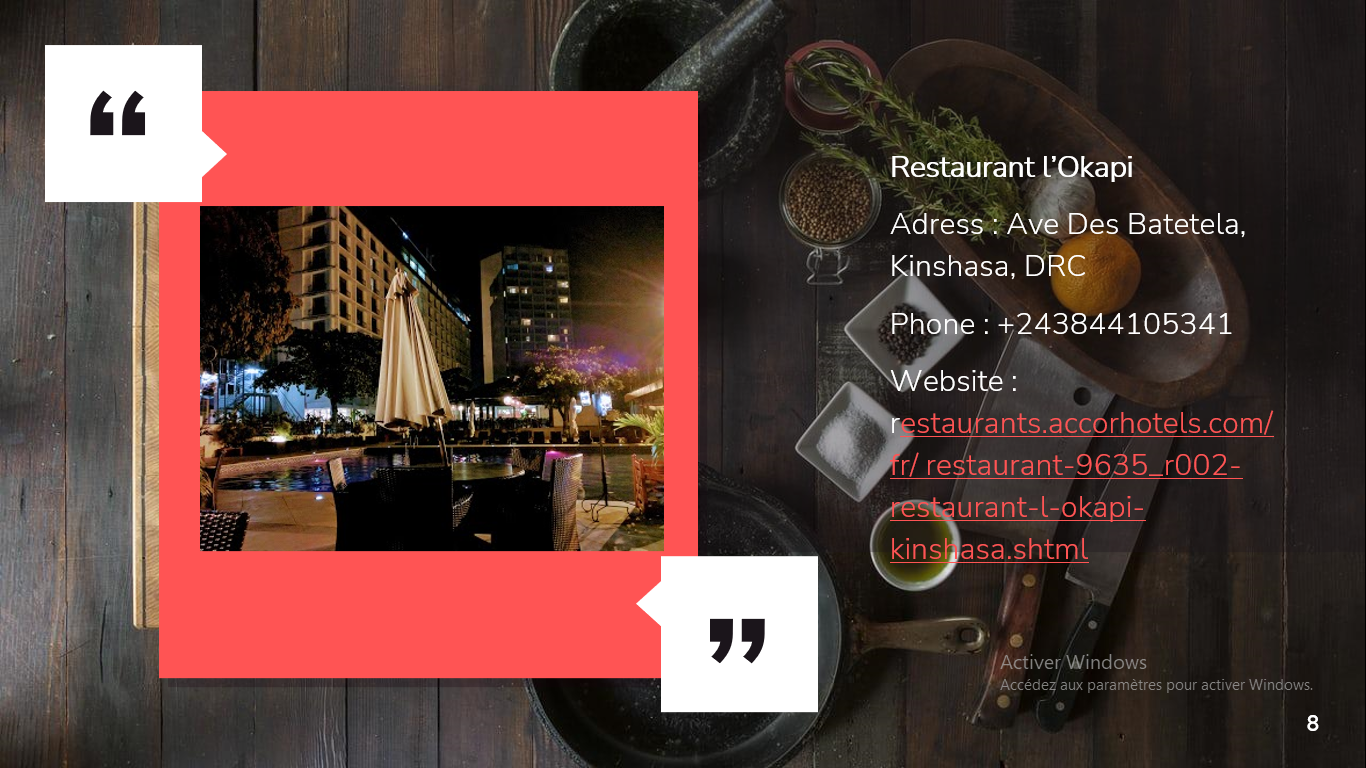 “
Restaurant l’Okapi
Adress : Ave Des Batetela,
Kinshasa, DRC
Phone : +243844105341
Website :
restaurants.accorhotels.com/
fr/ restaurant-9635_r002-
restaurant-l-okapi-
kinshasa.shtml
”
Activer Windows
Accédez aux paramètres pour activer Windows.
8